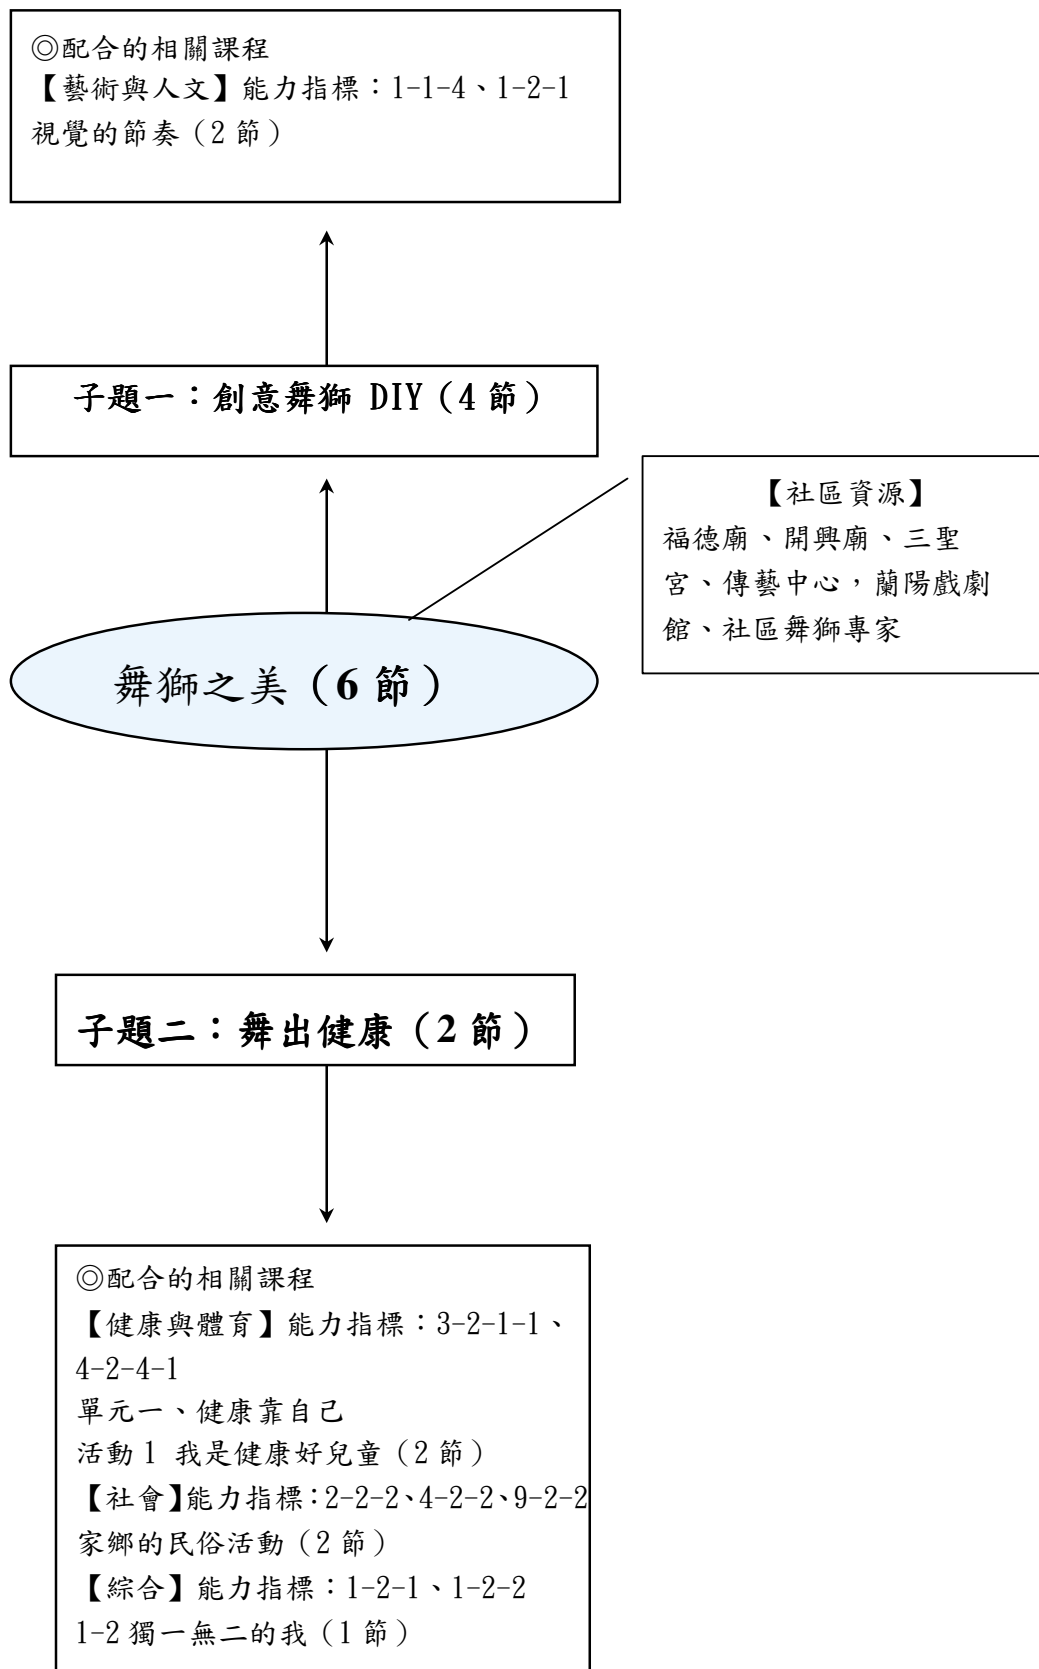 ◎配合的相關課程
【藝術與人文】能力指標：1-1-4、1-2-1
視覺的節奏（2 節）
子題一：創意舞獅 DIY（4 節）
【社區資源】
福德廟、開興廟、三聖
宮、傳藝中心，蘭陽戲劇
館、社區舞獅專家
舞獅之美（6 節）
子題二：舞出健康（2 節）
◎配合的相關課程
【健康與體育】能力指標：3-2-1-1、
4-2-4-1
單元一、健康靠自己
活動 1 我是健康好兒童（2 節）
【社會】能力指標：2-2-2、4-2-2、9-2-2
家鄉的民俗活動（2 節）
【綜合】能力指標：1-2-1、1-2-2
1-2 獨一無二的我（1 節）